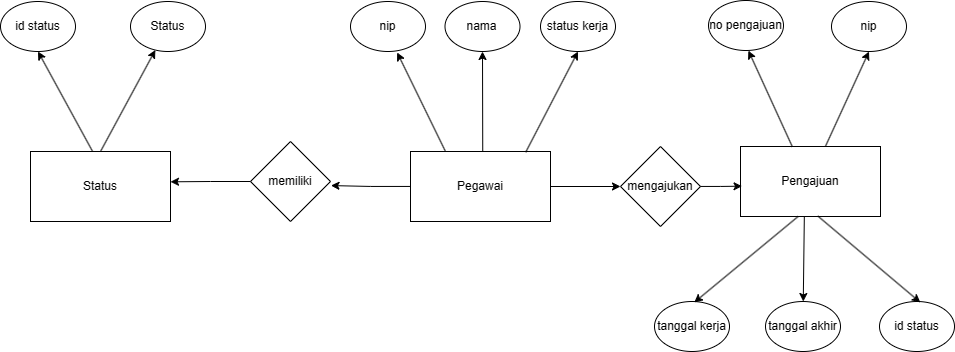 id status
Status
nip
nama
status kerja
no pengajuan
nip
Status
memiliki
Pegawai
mengajukan
Pengajuan
tanggal kerja
tanggal akhir
id status